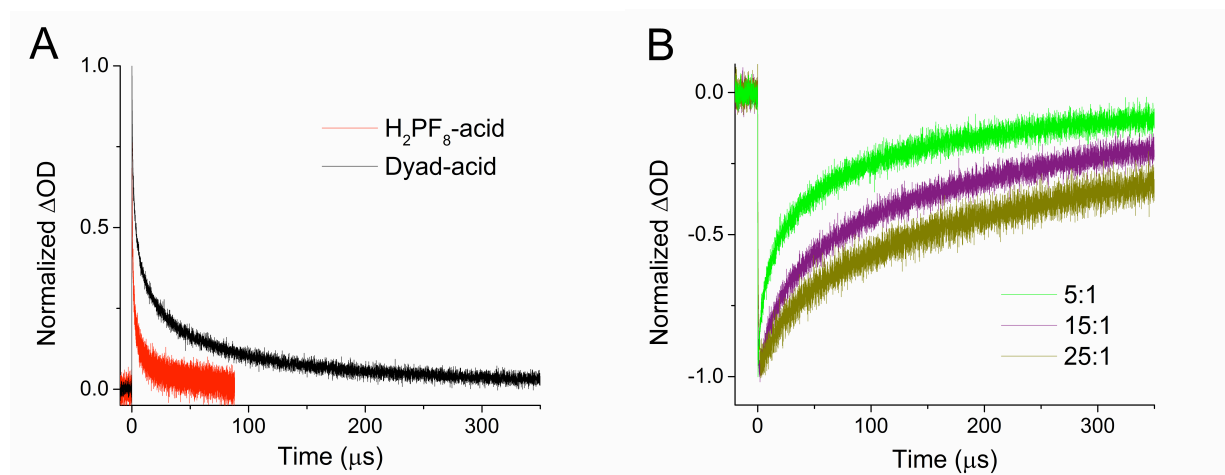 A
Normalized ΔOD
1.0
0.5
0.0
H₂PF₈-acid
Dyad-acid
0
100
200
300
Time (μs)
B
Normalized ΔOD
0.0
-0.5
-1.0
5:1
15:1
25:1
0
100
200
300
Time (μs)